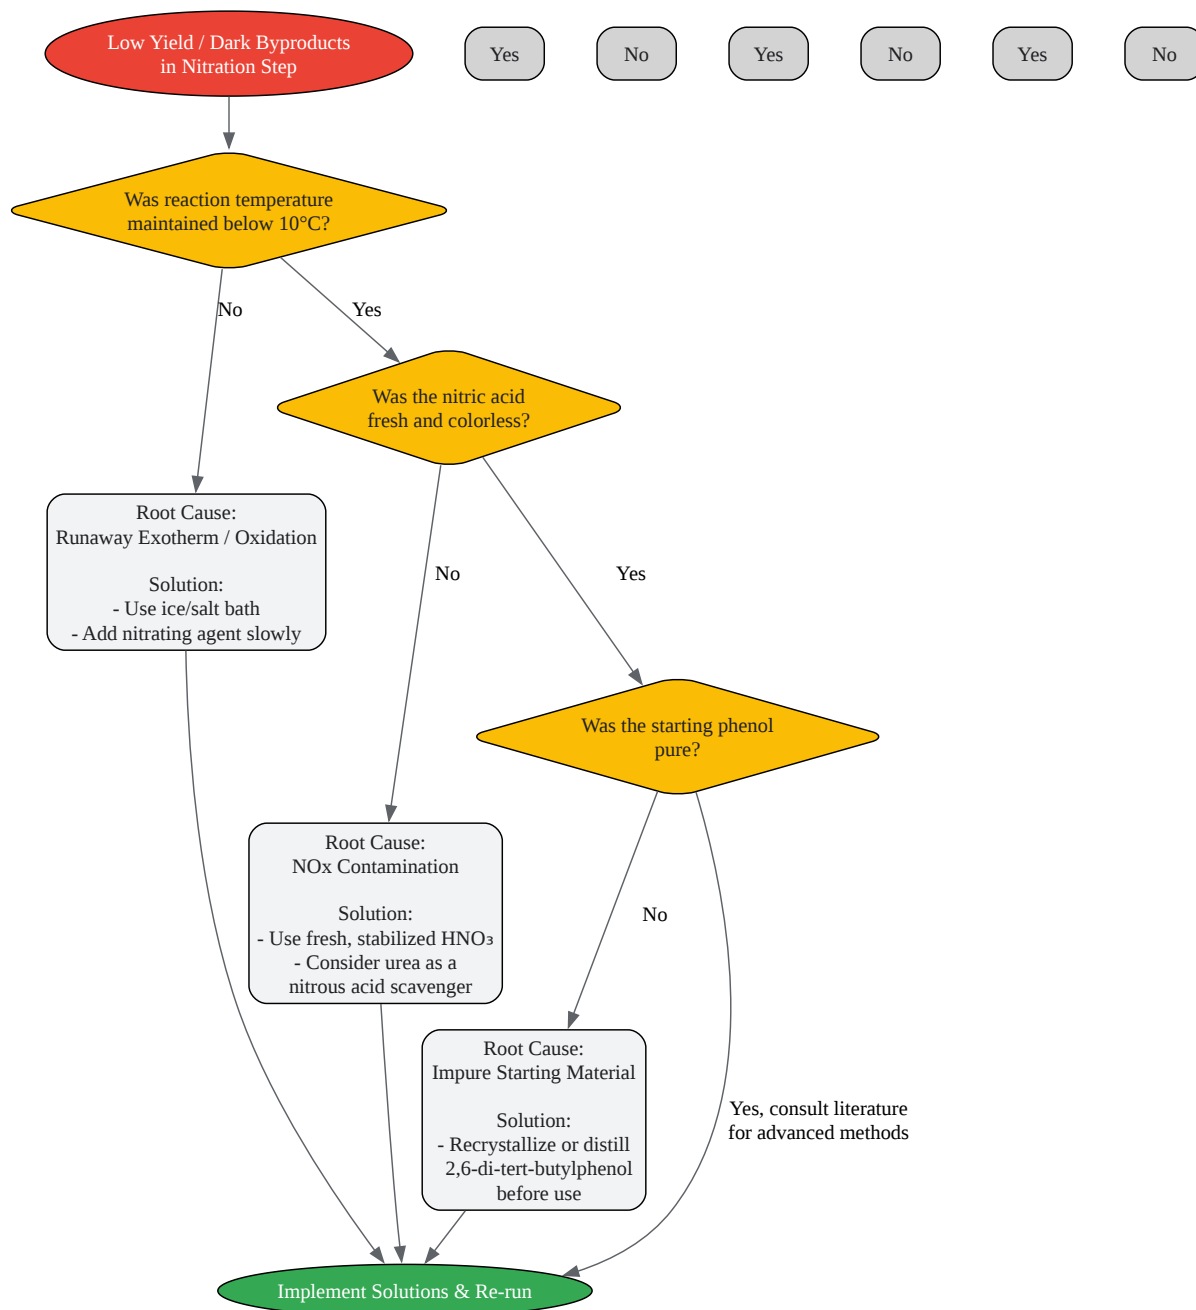 Low Yield / Dark Byproducts
in Nitration Step
Yes
No
Yes
No
Yes
No
Was reaction temperature
maintained below 10°C?
No
Yes
Was the nitric acid
fresh and colorless?
Root Cause:
Runaway Exotherm / Oxidation
Solution:
- Use ice/salt bath
- Add nitrating agent slowly
No
Yes
Was the starting phenol
pure?
Root Cause:
NOx Contamination
Solution:
- Use fresh, stabilized HNO₃
- Consider urea as a
nitrous acid scavenger
No
Root Cause:
Impure Starting Material
Solution:
- Recrystallize or distill
2,6-di-tert-butylphenol
before use
Yes, consult literature
for advanced methods
Implement Solutions & Re-run